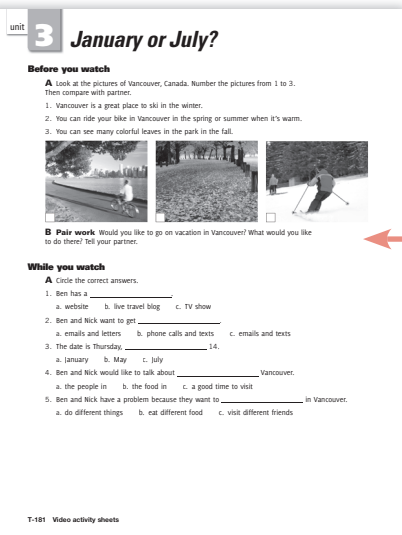 unit
3
January or July?
Before you watch
A Look at the pictures of Vancouver, Canada. Number the pictures from 1 to 3.
Then compare with partner.
1. Vancouver is a great place to ski in the winter.
2. You can ride your bike in Vancouver in the spring or summer when it's warm.
3. You can see many colorful leaves in the park in the fall.
B Pair work Would you like to go on vacation in Vancouver? What would you like
to do there? Tell your partner.
While you watch
A Circle the correct answers.
1. Ben has a ____________.
a. website b. live travel blog c. TV show
2. Ben and Nick want to get ____________.
a. emails and letters b. phone calls and texts c. emails and texts
3. The date is Thursday, ____________ 14.
a. January b. May c. July
4. Ben and Nick would like to talk about ____________ Vancouver.
a. the people in b. the food in c. a good time to visit
5. Ben and Nick have a problem because they want to ____________ in Vancouver.
a. do different things b. eat different food c. visit different friends
T-181 Video activity sheets